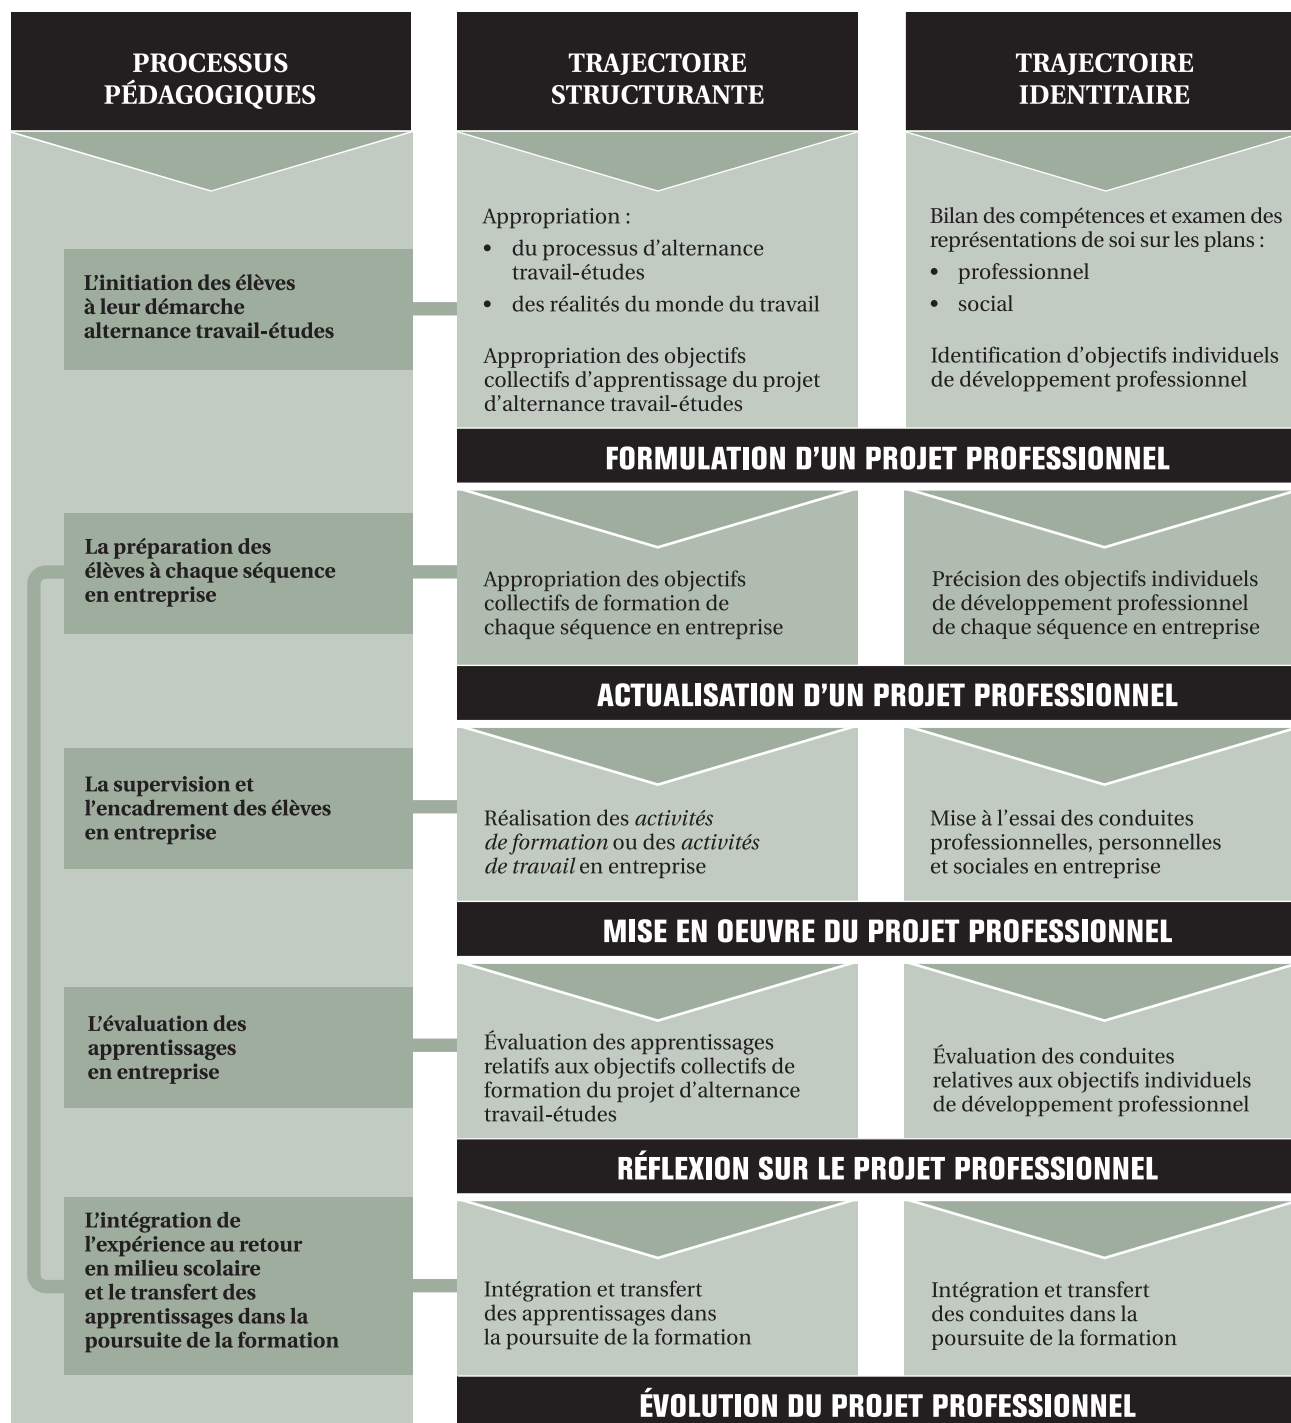 PROCESSUS
PÉDAGOGIQUES
TRAJECTOIRE
STRUCTURANTE
TRAJECTOIRE
IDENTITAIRE
L'initiation des élèves
à leur démarche
alternance travail-études
Appropriation :
• du processus d'alternance
travail-études
• des réalités du monde du travail
Appropriation des objectifs
collectifs d'apprentissage du projet
d'alternance travail-études
Bilan des compétences et examen des
représentations de soi sur les plans :
• professionnel
• social
Identification d'objectifs individuels
de développement professionnel
FORMULATION D'UN PROJET PROFESSIONNEL
La préparation des
élèves à chaque séquence
en entreprise
Appropriation des objectifs
collectifs de formation de
chaque séquence en entreprise
Précision des objectifs individuels
de développement professionnel
de chaque séquence en entreprise
ACTUALISATION D'UN PROJET PROFESSIONNEL
La supervision et
l'encadrement des élèves
en entreprise
Réalisation des activités
de formation ou des activités
de travail en entreprise
Mise à l'essai des conduites
professionnelles, personnelles
et sociales en entreprise
MISE EN OEUVRE DU PROJET PROFESSIONNEL
L'évaluation des
apprentissages
en entreprise
Évaluation des apprentissages
relatifs aux objectifs collectifs de
formation du projet d'alternance
travail-études
Évaluation des conduites
relatives aux objectifs individuels
de développement professionnel
RÉFLEXION SUR LE PROJET PROFESSIONNEL
L'intégration de
l'expérience au retour
en milieu scolaire
et le transfert des
apprentissages dans la
poursuite de la formation
Intégration et transfert
des apprentissages dans
la poursuite de la formation
Intégration et transfert
des conduites dans la
poursuite de la formation
ÉVOLUTION DU PROJET PROFESSIONNEL